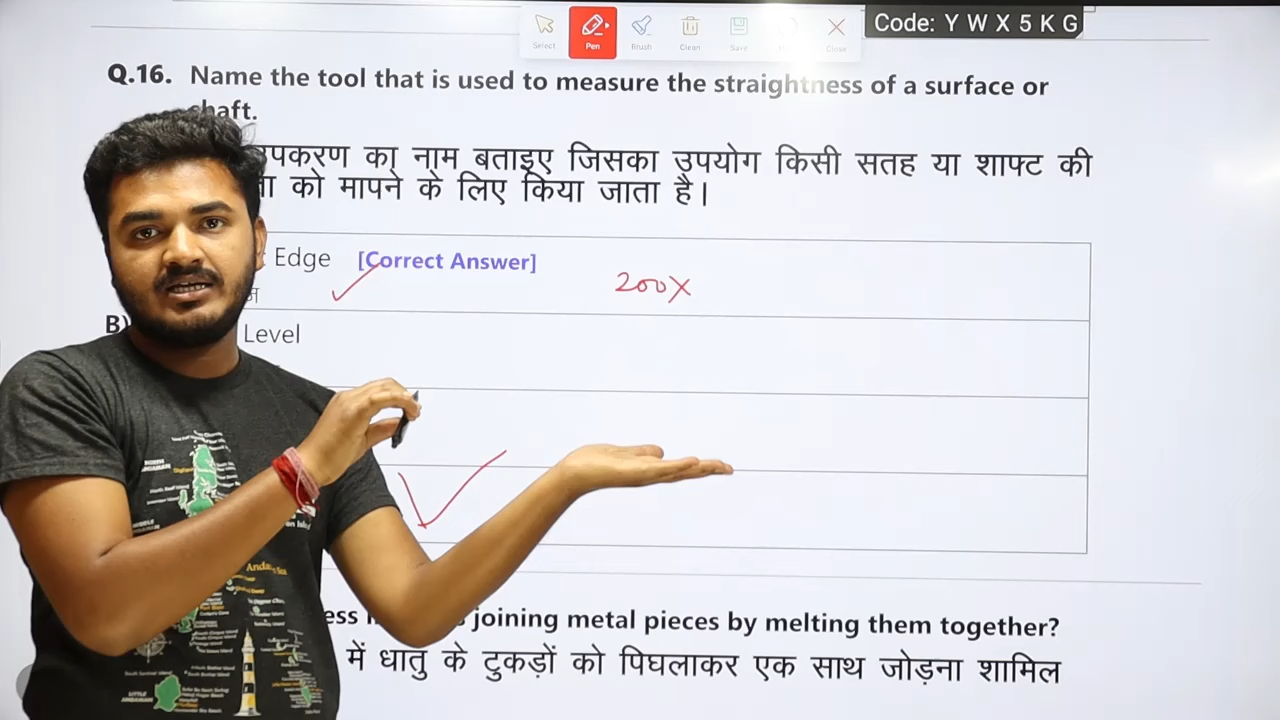 Select
Pen
Brush
Clean
Save
Close
Code: Y W X 5 K G
Q.16. Name the tool that is used to measure the straightness of a surface or
shaft.
उपकरण का नाम बताइए जिसका उपयोग किसी सतह या शाफ्ट की
को मापने के लिए किया जाता है।
Edge [Correct Answer]
200X
B)
Level
joining metal pieces by melting them together?
में धातु के टुकड़ों को पिघलाकर एक साथ जोड़ना शामिल